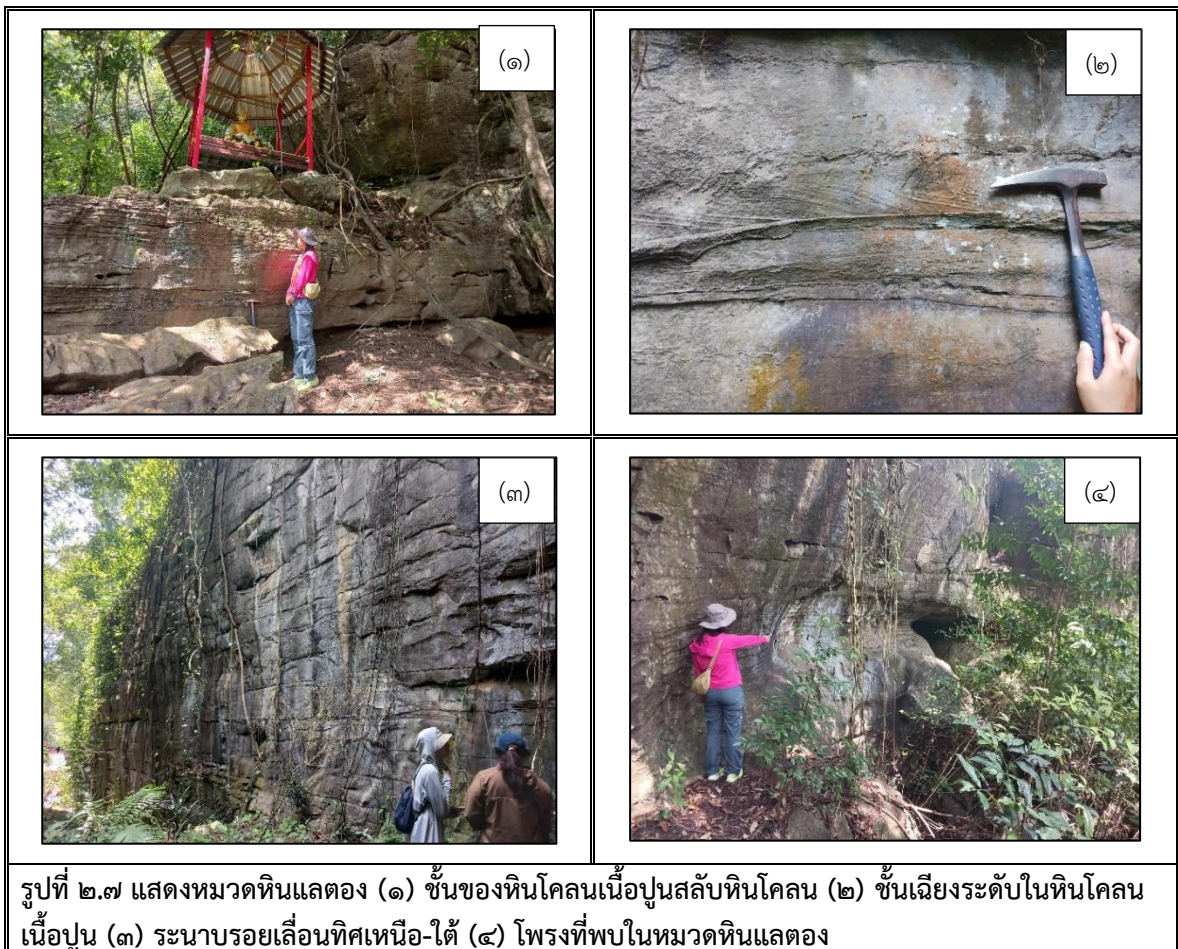 (๑)
(๒)
(๓)
(๔)
รูปที่ ๒.๗ แสดงหมวดหินแลตอง (๑) ชั้นของหินโคลนเนื้อปูนสลับหินโคลน (๒) ชั้นเฉียงระดับในหินโคลน
เนื้อปูน (๓) ระนาบรอยเลื่อนทิศเหนือ-ใต้ (๔) โพรงที่พบในหมวดหินแลตอง